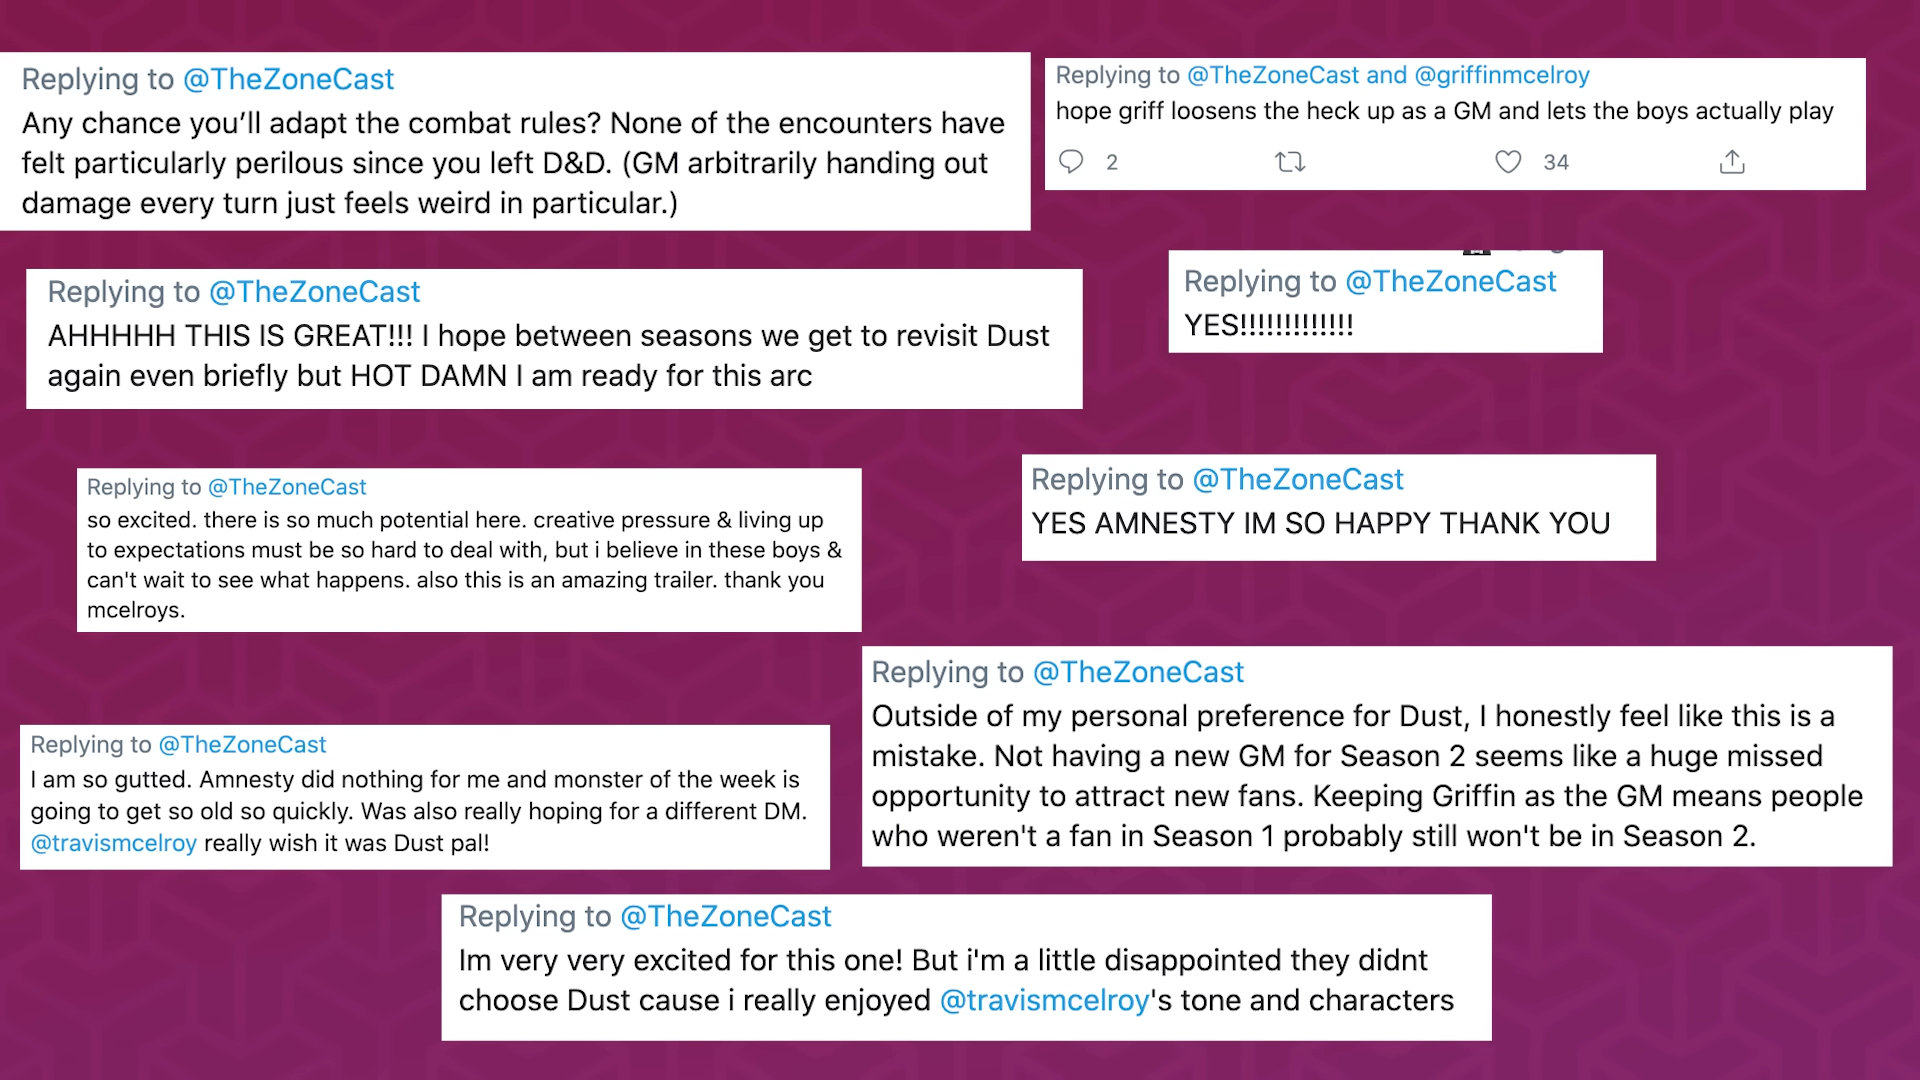 Replying to @TheZoneCast
Any chance you’ll adapt the combat rules? None of the encounters have
felt particularly perilous since you left D&D. (GM arbitrarily handing out
damage every turn just feels weird in particular.)
Replying to @TheZoneCast and @griffinmcelroy
hope griff loosens the heck up as a GM and lets the boys actually play
2 34
Replying to @TheZoneCast
AHHHHH THIS IS GREAT!!! I hope between seasons we get to revisit Dust
again even briefly but HOT DAMN I am ready for this arc
Replying to @TheZoneCast
YES!!!!!!!!!!!!!
Replying to @TheZoneCast
so excited. there is so much potential here. creative pressure & living up
to expectations must be so hard to deal with, but i believe in these boys &
can't wait to see what happens. also this is an amazing trailer. thank you
mcelroys.
Replying to @TheZoneCast
YES AMNESTY IM SO HAPPY THANK YOU
Replying to @TheZoneCast
Outside of my personal preference for Dust, I honestly feel like this is a
mistake. Not having a new GM for Season 2 seems like a huge missed
opportunity to attract new fans. Keeping Griffin as the GM means people
who weren't a fan in Season 1 probably still won't be in Season 2.
Replying to @TheZoneCast
I am so gutted. Amnesty did nothing for me and monster of the week is
going to get so old so quickly. Was also really hoping for a different DM.
@travismcelroy really wish it was Dust pal!
Replying to @TheZoneCast
Im very very excited for this one! But i'm a little disappointed they didnt
choose Dust cause i really enjoyed @travismcelroy's tone and characters